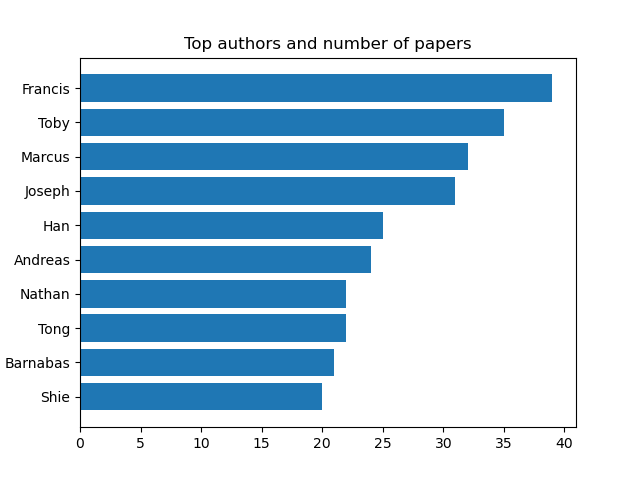 Top authors and number of papers
Francis
Toby
Marcus
Joseph
Han
Andreas
Nathan
Tong
Barnabas
Shie
0 5 10 15 20 25 30 35 40